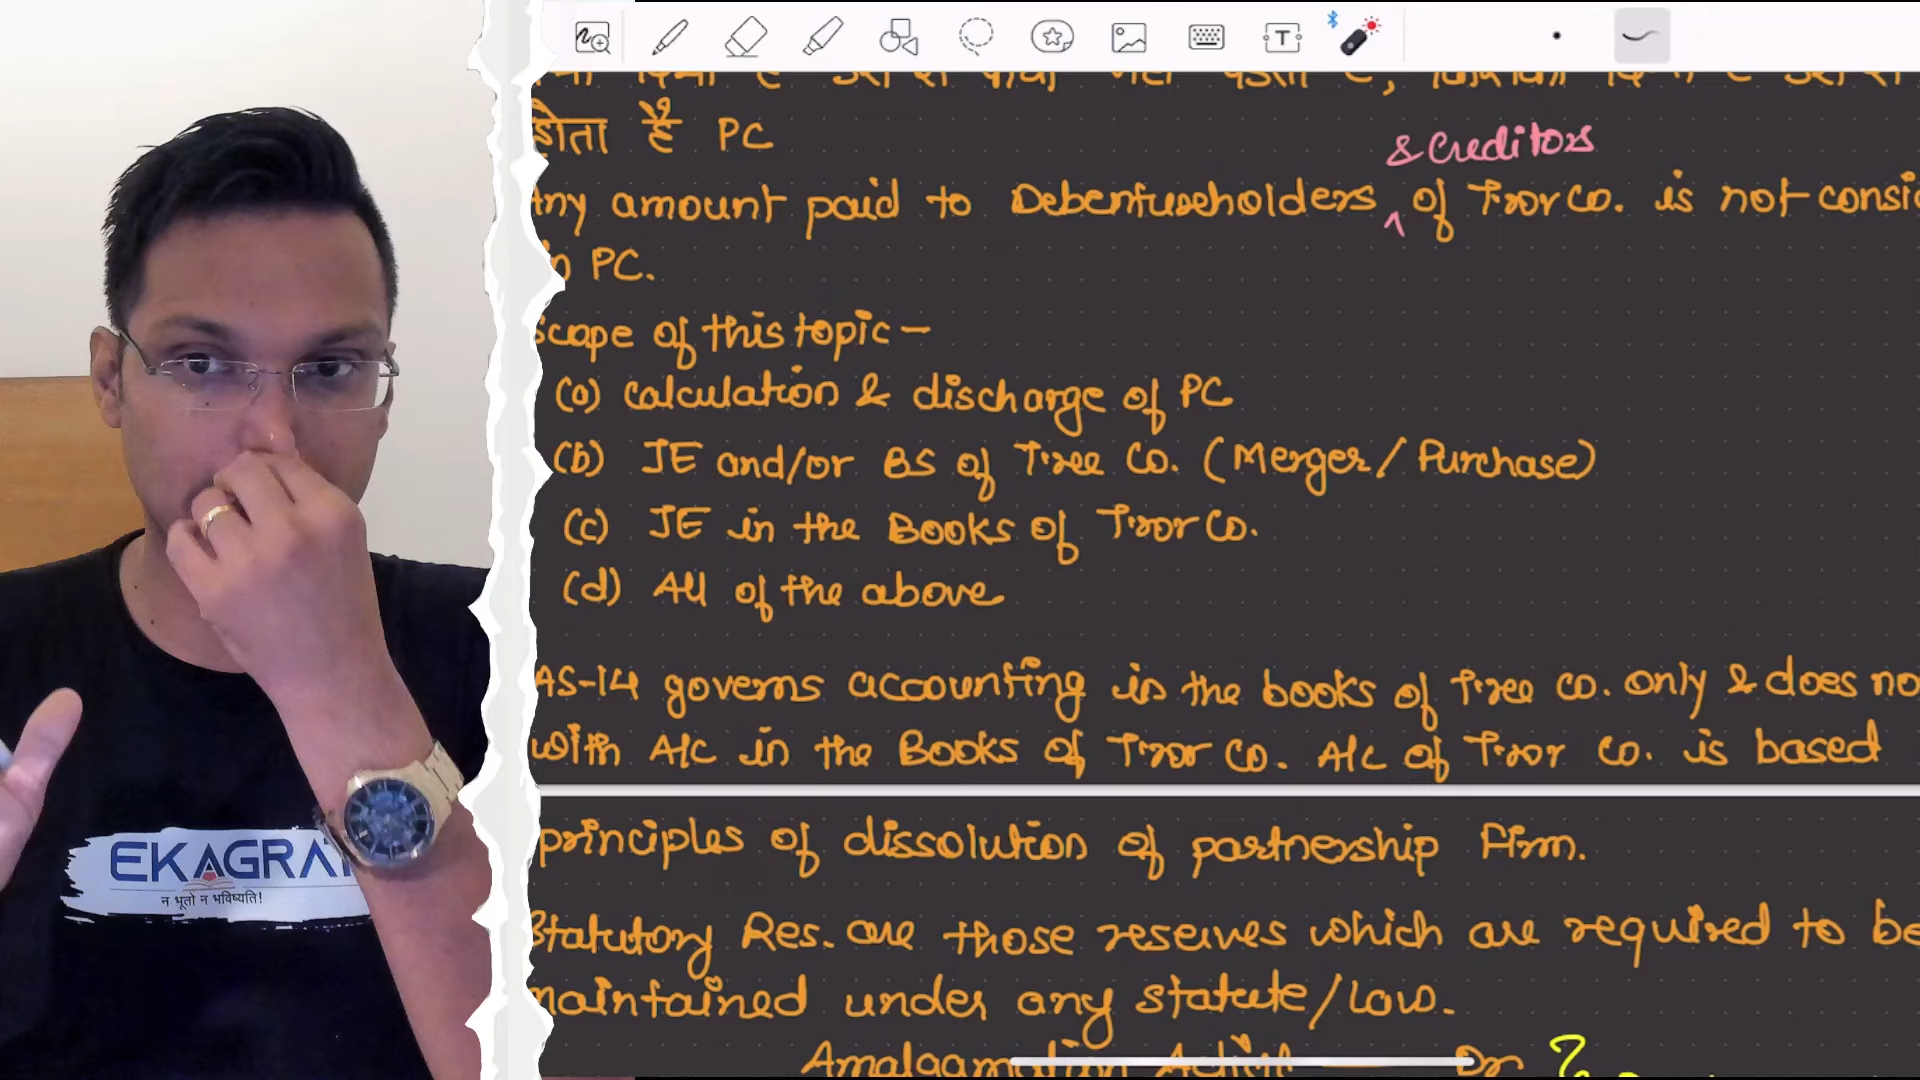 होता है PC
& Creditors
Any amount paid to Debentureholders ^ of Tror Co. is not
in PC.
Scope of this topic –
(a) Calculation & discharge of PC
(b) JE and/or BS of Tree Co. (Merger/Purchase)
(c) JE in the Books of Tror Co.
(d) All of the above
AS-14 governs accounting in the books of Tree Co. only & does
with A/c in the Books of Tror Co. A/c of Tror Co. is based
principles of dissolution of partnership firm.
Statutory Res. are those reserves which are required to be
maintained under any statute/Law.
EKAGRA
न भूतो न भविष्यति!